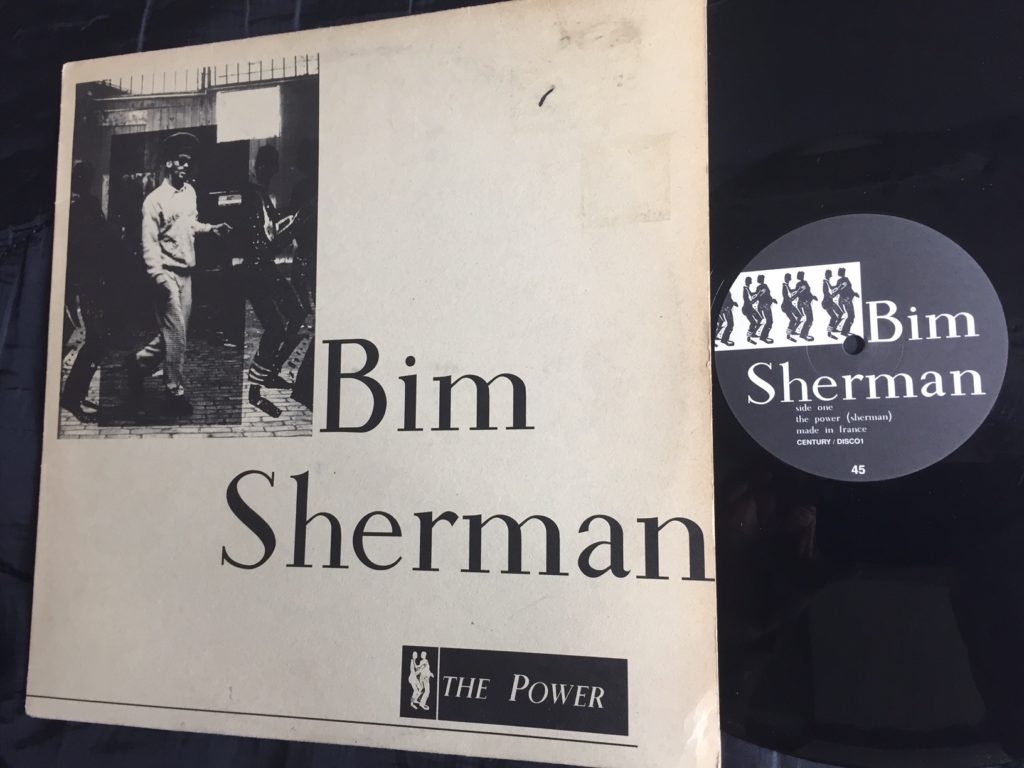 Bim
Sherman
THE POWER
Bim
Sherman
side one
the power (sherman)
made in france
CENTURY / DISCO1
45